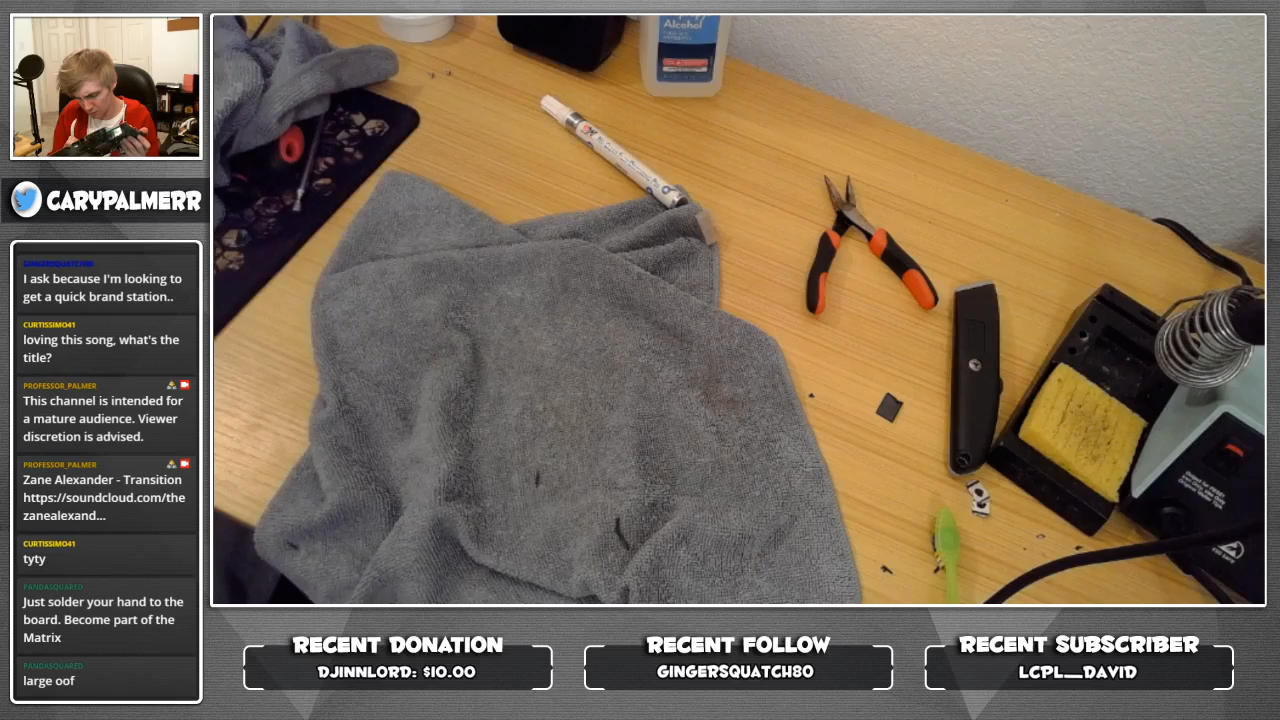 Alcohol
CARYPALMERR
I ask because I'm looking to
get a quick brand station..
CURTISSIMO41
loving this song, what's the
title?
PROFESSOR_PALMER
This channel is intended for
a mature audience. Viewer
discretion is advised.
PROFESSOR_PALMER
Zane Alexander - Transition
https://soundcloud.com/the
zanealexand...
CURTISSIMO41
tyty
PANDASQUARED
Just solder your hand to the
board. Become part of the
Matrix
PANDASQUARED
large oof
RECENT DONATION
DJINNLORD: $10.00
RECENT FOLLOW
GINGERSQUATCH80
RECENT SUBSCRIBER
LCPL__DAVID